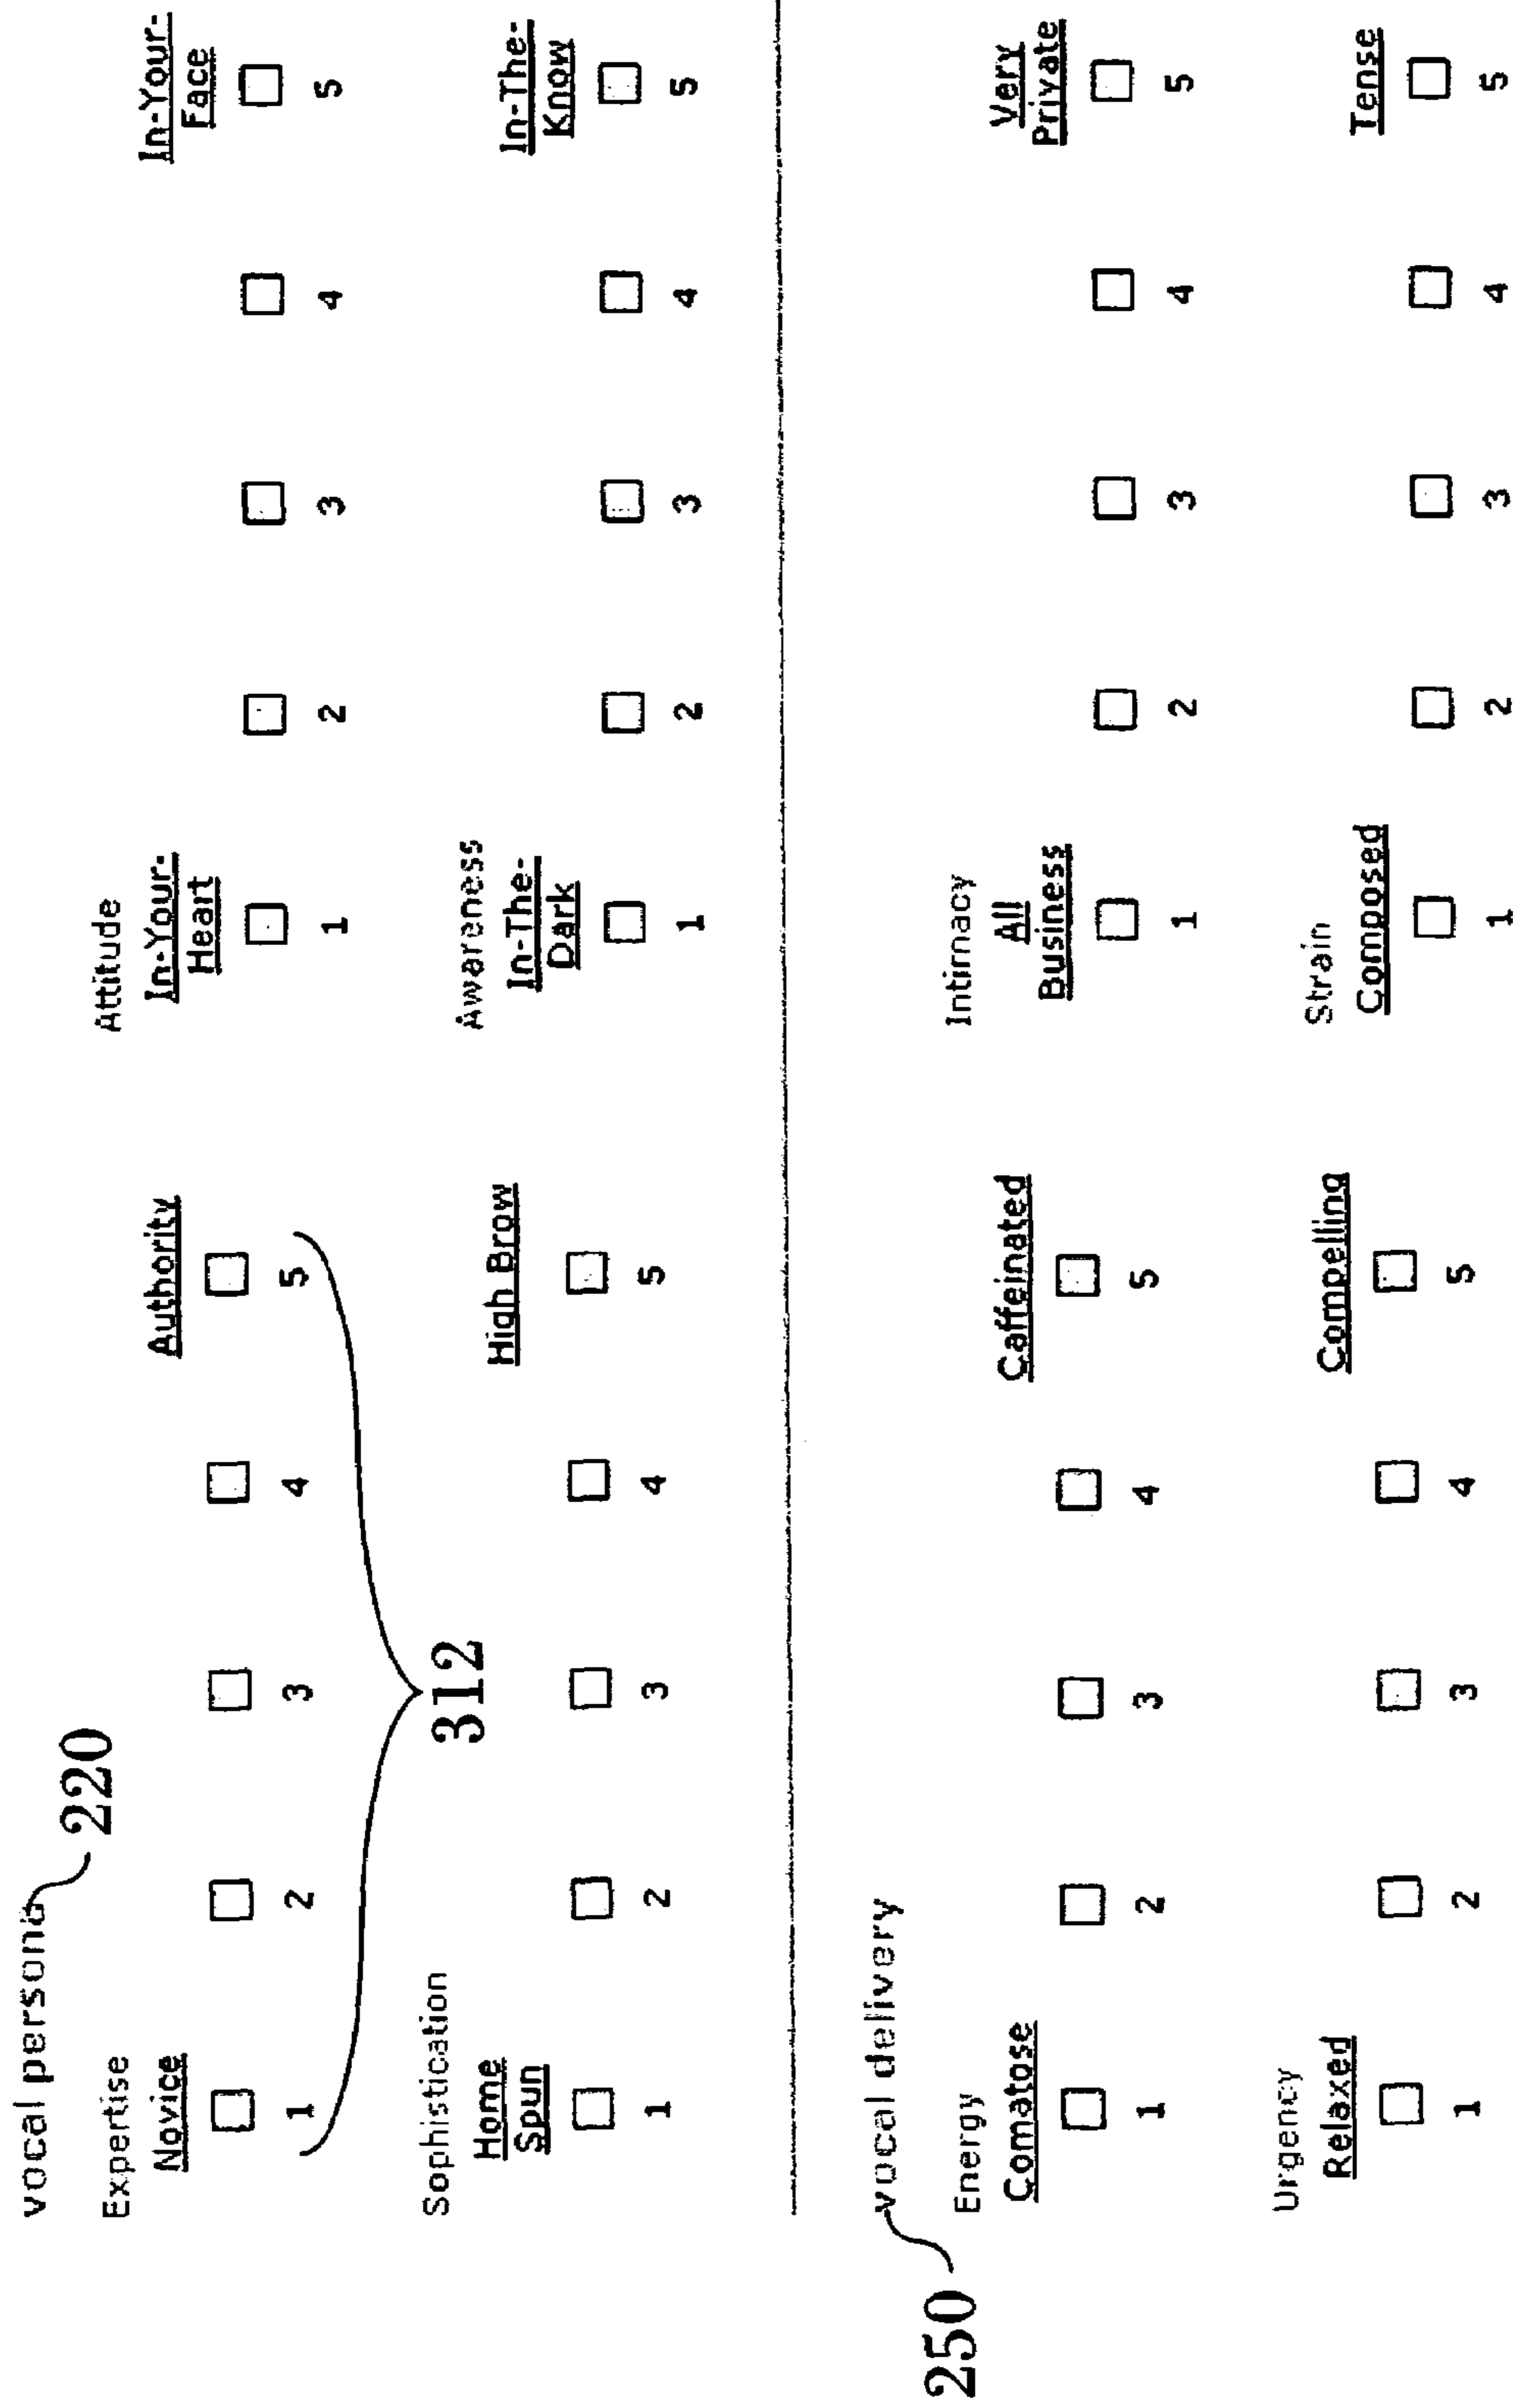 vocal persona 220
Expertise Attitude
Novice Authority In-Your- In-Your-
Heart Face
1 2 3 4 5 1 2 3 4 5
312
Sophistication Awareness
Home High Brow In-The- In-The-
Spun Dark Know
1 2 3 4 5 1 2 3 4 5
250 vocal delivery
Energy Intimacy
Comatose Caffeinated All Very
Business Private
1 2 3 4 5 1 2 3 4 5
Urgency Strain
Relaxed Compelling Composed Tense
1 2 3 4 5 1 2 3 4 5